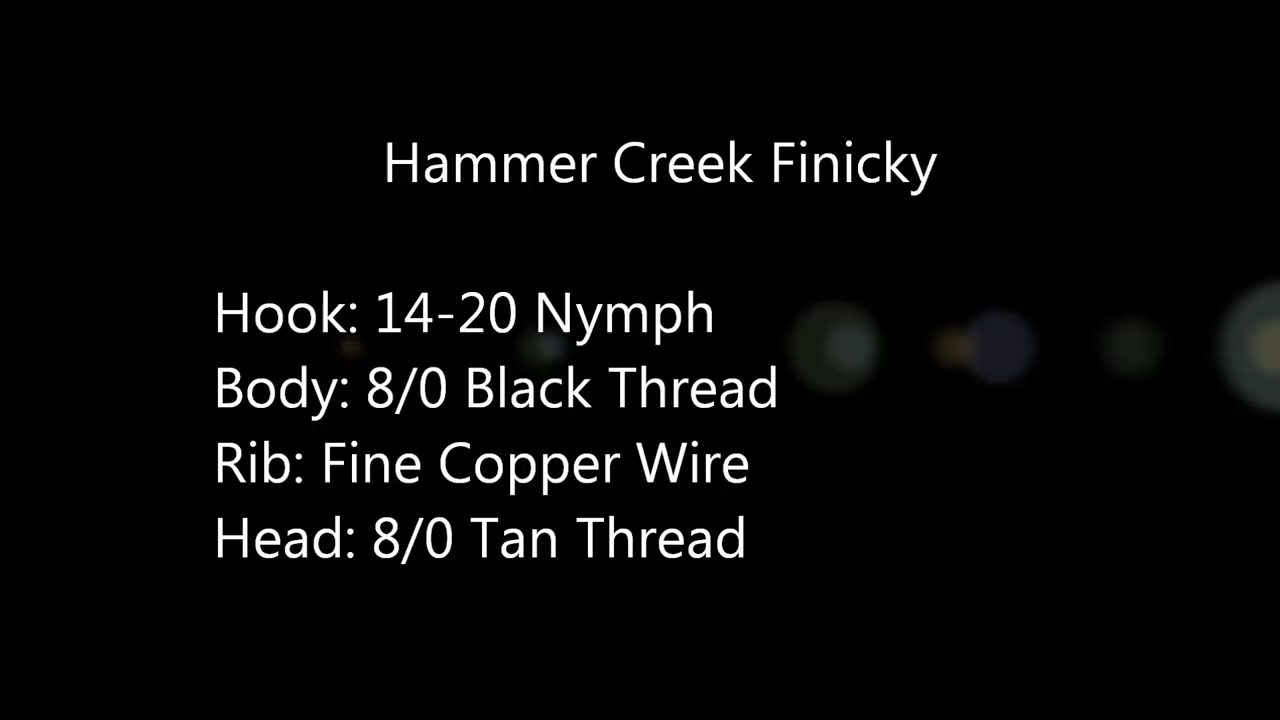 Hammer Creek Finicky
Hook: 14-20 Nymph
Body: 8/0 Black Thread
Rib: Fine Copper Wire
Head: 8/0 Tan Thread